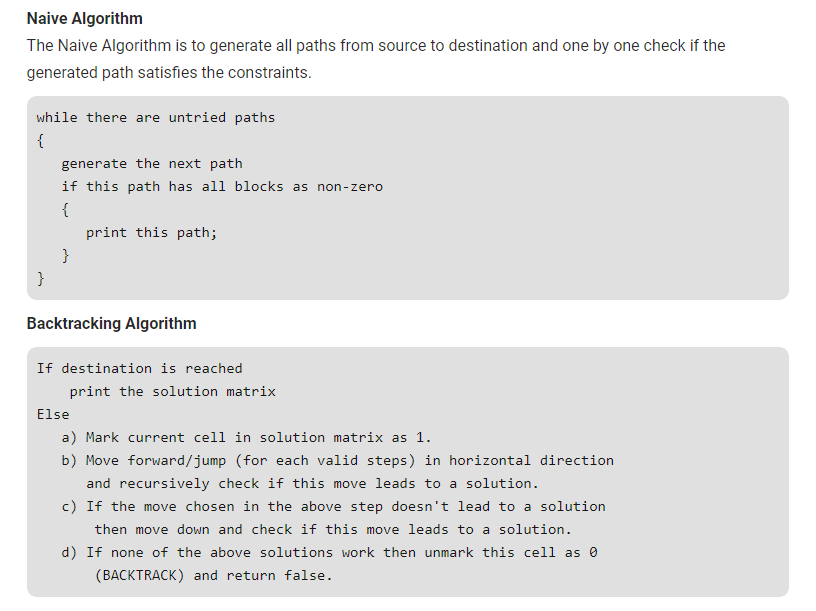 Naive Algorithm
The Naive Algorithm is to generate all paths from source to destination and one by one check if the
generated path satisfies the constraints.
while there are untried paths
{
generate the next path
if this path has all blocks as non-zero
{
print this path;
}
}
Backtracking Algorithm
If destination is reached
print the solution matrix
Else
a) Mark current cell in solution matrix as 1.
b) Move forward/jump (for each valid steps) in horizontal direction
and recursively check if this move leads to a solution.
c) If the move chosen in the above step doesn't lead to a solution
then move down and check if this move leads to a solution.
d) If none of the above solutions work then unmark this cell as 0
(BACKTRACK) and return false.